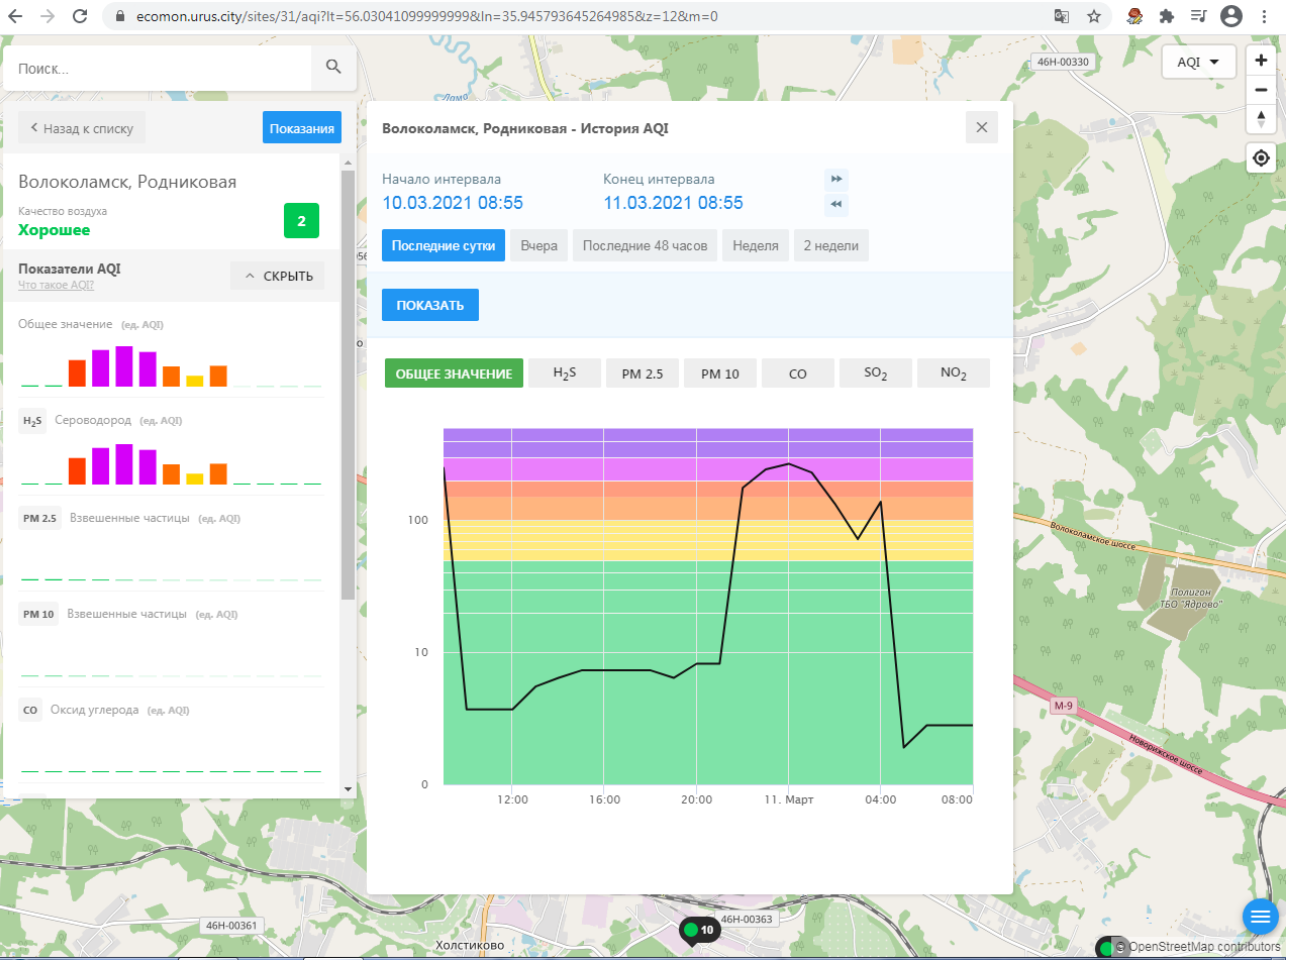 ecomon.urus.city/sites/31/aqi?lt=56.03041099999999&ln=35.945793645264985&z=12&m=0
Поиск...
Ломо
46Н-00330
AQI
Назад к списку
Показания
Волоколамск, Родниковая - История AQI
Волоколамск, Родниковая
Качество воздуха
Хорошее
2
Начало интервала
Конец интервала
10.03.2021 08:55
11.03.2021 08:55
Последние сутки
Вчера
Последние 48 часов
Неделя
2 недели
Показатели AQI
Что такое AQI?
СКРЫТЬ
ПОКАЗАТЬ
Общее значение (ед. AQI)
ОБЩЕЕ ЗНАЧЕНИЕ
H2S
PM 2.5
PM 10
CO
SO2
NO2
H2S Сероводород (ед. AQI)
PM 2.5 Взвешенные частицы (ед. AQI)
PM 10 Взвешенные частицы (ед. AQI)
CO Оксид углерода (ед. AQI)
100
10
0
12:00
16:00
20:00
11. Март
04:00
08:00
Волоколамское шоссе
Полигон
ТБО "Ядрово"
М-9
Новорижское шоссе
46Н-00361
46Н-00363
10
Холстиково
© OpenStreetMap contributors